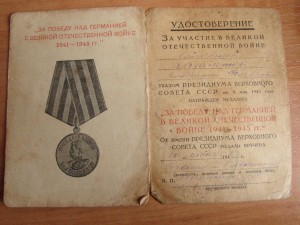 „ЗА ПОБЕДУ НАД ГЕРМАНИЕЙ
В ВЕЛИКОЙ ОТЕЧЕСТВЕННОЙ ВОЙНЕ
1941—1945 гг."
УДОСТОВЕРЕНИЕ
ЗА УЧАСТИЕ В ВЕЛИКОЙ
ОТЕЧЕСТВЕННОЙ ВОЙНЕ
УКАЗОМ ПРЕЗИДИУМА ВЕРХОВНОГО
СОВЕТА СССР от 9 мая 1945 года
НАГРАЖДЕН МЕДАЛЬЮ
„ЗА ПОБЕДУ НАД ГЕРМАНИЕЙ
В ВЕЛИКОЙ ОТЕЧЕСТВЕННОЙ
ВОЙНЕ 1941—1945 гг."
ОТ ИМЕНИ ПРЕЗИДИУМА ВЕРХОВНОГО
СОВЕТА СССР МЕДАЛЬ ВРУЧЕНА
М. П.